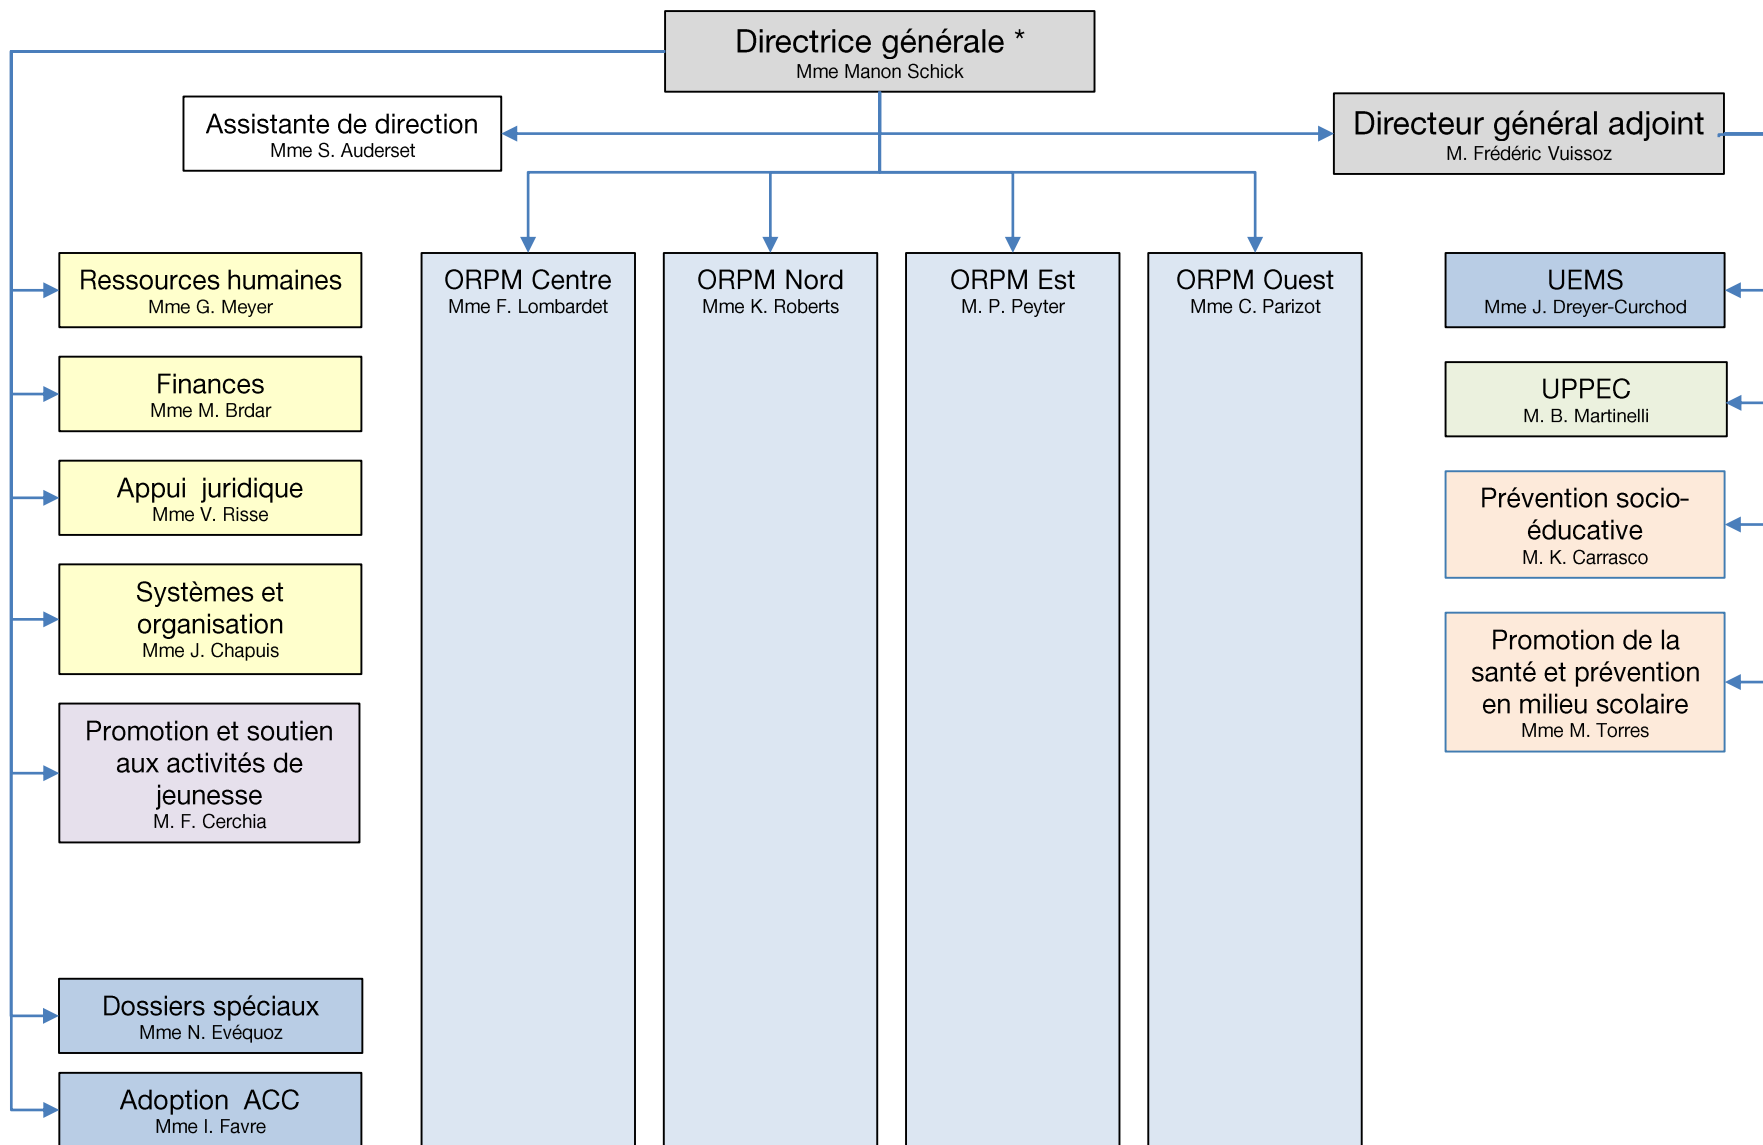 Directrice générale *
Mme Manon Schick
Assistante de direction
Mme S. Auderset
Directeur général adjoint
M. Frédéric Vuissoz
Ressources humaines
Mme G. Meyer
Finances
Mme M. Brdar
Appui juridique
Mme V. Risse
Systèmes et
organisation
Mme J. Chapuis
Promotion et soutien
aux activités de
jeunesse
M. F. Cerchia
Dossiers spéciaux
Mme N. Evéquoz
Adoption ACC
Mme I. Favre
ORPM Centre
Mme F. Lombardet
ORPM Nord
Mme K. Roberts
ORPM Est
M. P. Peyter
ORPM Ouest
Mme C. Parizot
UEMS
Mme J. Dreyer-Curchod
UPPEC
M. B. Martinelli
Prévention socio-
éducative
M. K. Carrasco
Promotion de la
santé et prévention
en milieu scolaire
Mme M. Torres